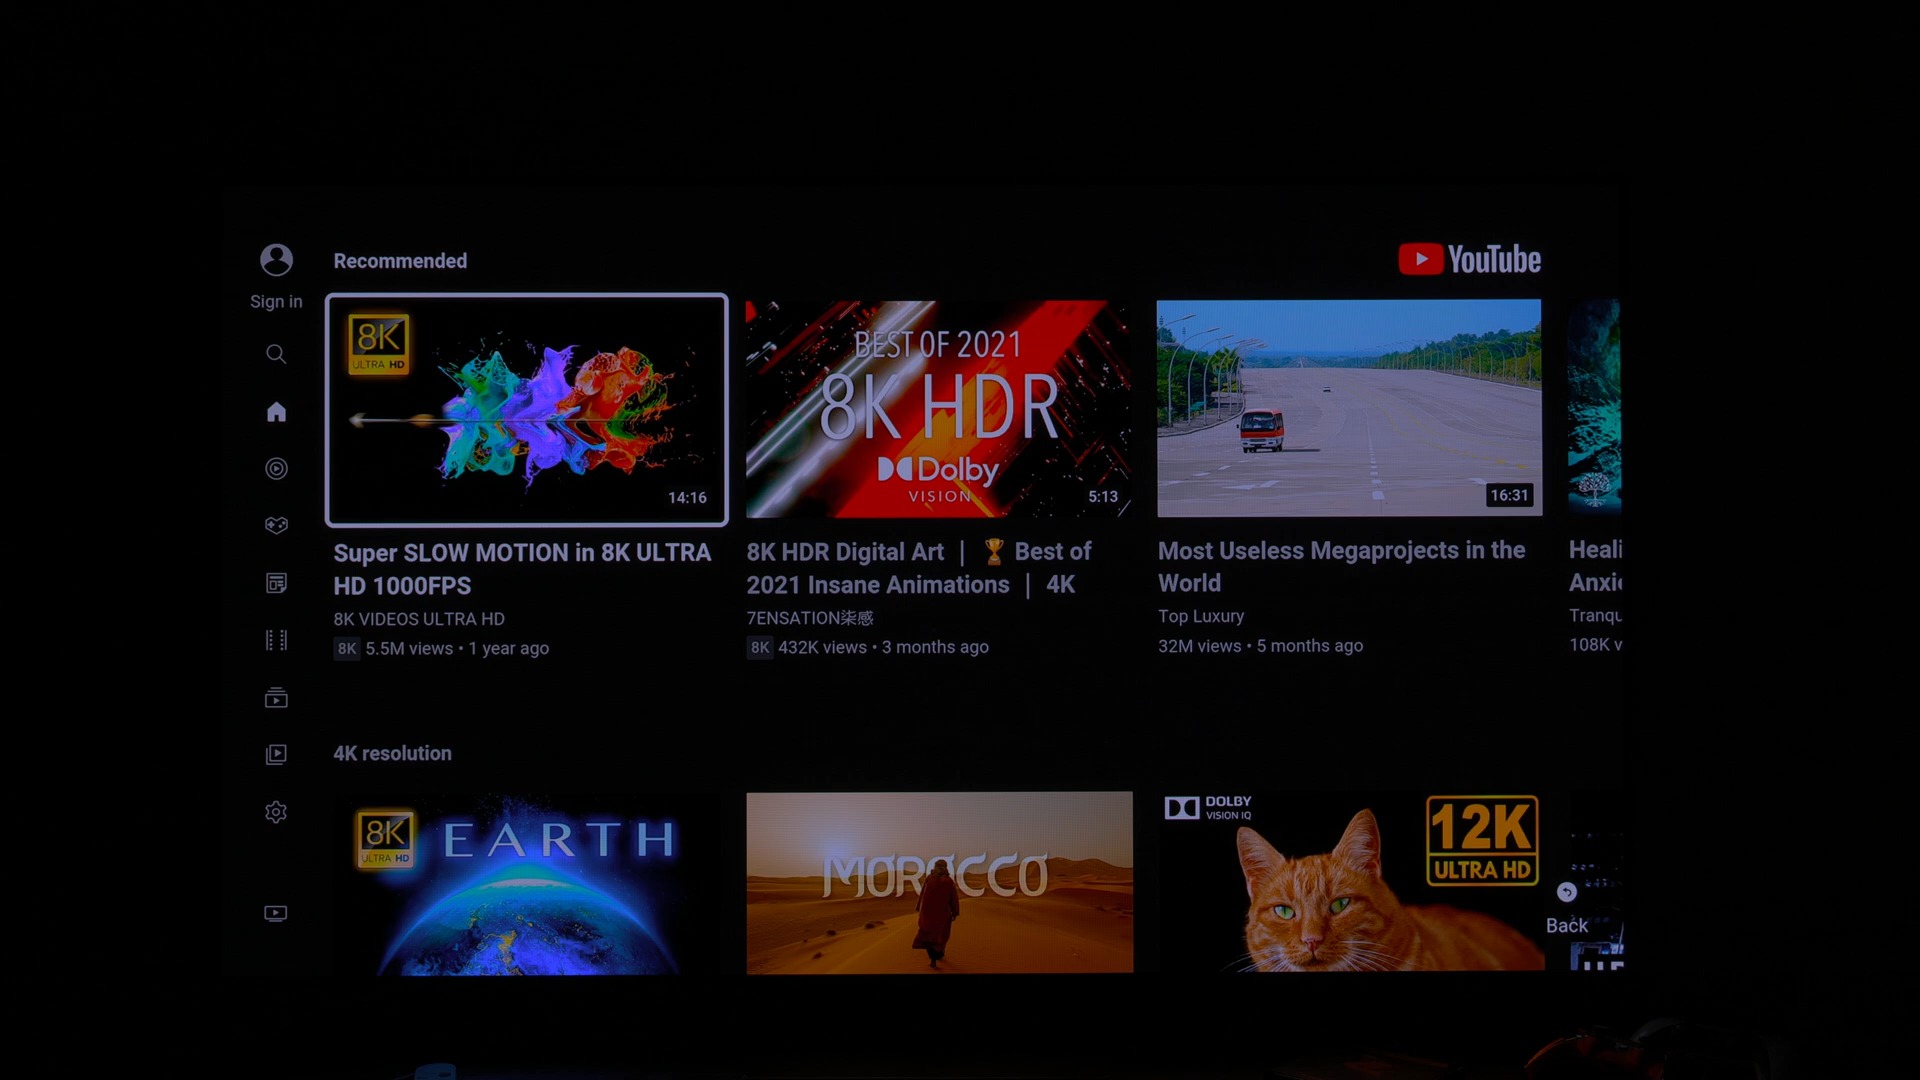 Recommended
YouTube
Sign in
8K
ULTRA HD
14:16
BEST OF 2021
8K HDR
Dolby
VISION
5:13
16:31
Super SLOW MOTION in 8K ULTRA
HD 1000FPS
8K VIDEOS ULTRA HD
8K 5.5M views • 1 year ago
8K HDR Digital Art | 🏆 Best of
2021 Insane Animations | 4K
7ENSATION柒感
8K 432K views • 3 months ago
Most Useless Megaprojects in the
World
Top Luxury
32M views • 5 months ago
Heali
Anxi
Tranqu
108K v
4K resolution
8K
ULTRA HD
EARTH
MOROCCO
DOLBY
VISION IQ
12K
ULTRA HD
Back